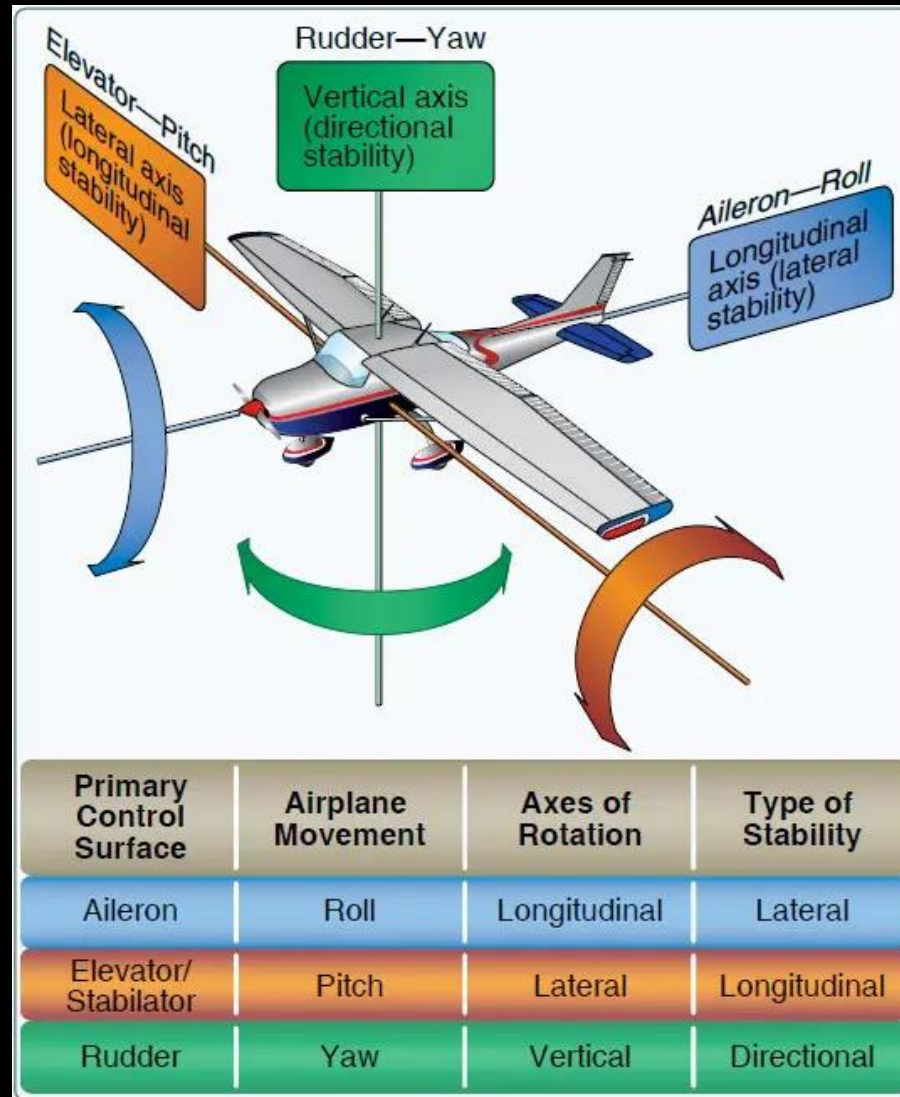 Rudder—Yaw
Vertical axis
(directional
stability)
Elevator—Pitch
Lateral axis
(longitudinal
stability)
Aileron—Roll
Longitudinal
axis (lateral
stability)
Primary
Control
Surface
Airplane
Movement
Axes of
Rotation
Type of
Stability
Aileron
Roll
Longitudinal
Lateral
Elevator/
Stabilator
Pitch
Lateral
Longitudinal
Rudder
Yaw
Vertical
Directional